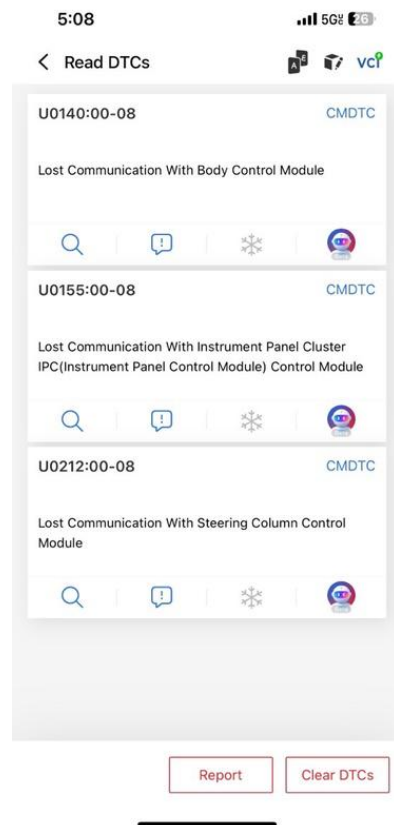 5:08
5G 26
Read DTCs
A E
vci
U0140:00-08 CMDTC
Lost Communication With Body Control Module
U0155:00-08 CMDTC
Lost Communication With Instrument Panel Cluster
IPC(Instrument Panel Control Module) Control Module
U0212:00-08 CMDTC
Lost Communication With Steering Column Control
Module
Report
Clear DTCs